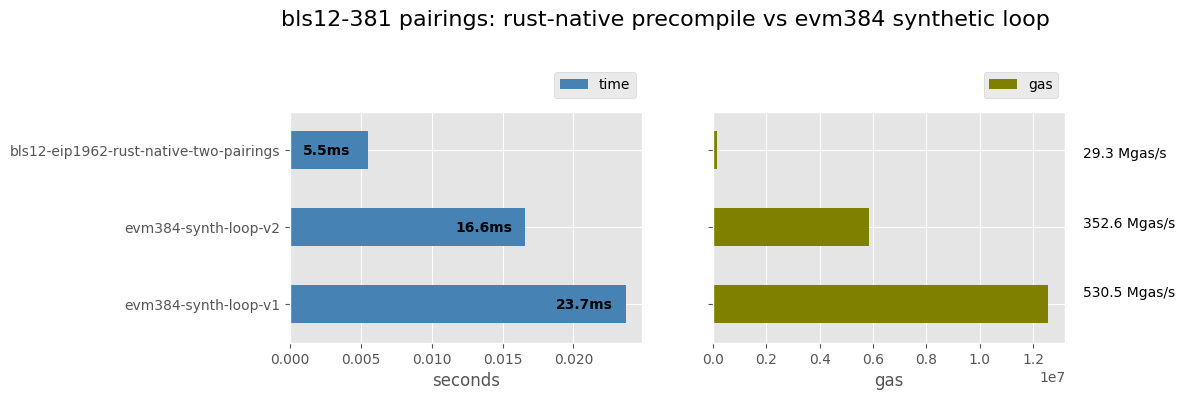 bls12-381 pairings: rust-native precompile vs evm384 synthetic loop
time
gas
bls12-eip1962-rust-native-two-pairings
5.5ms
29.3 Mgas/s
evm384-synth-loop-v2
16.6ms
352.6 Mgas/s
evm384-synth-loop-v1
23.7ms
530.5 Mgas/s
0.000 0.005 0.010 0.015 0.020
0.0 0.2 0.4 0.6 0.8 1.0 1.2
1e7
seconds
gas